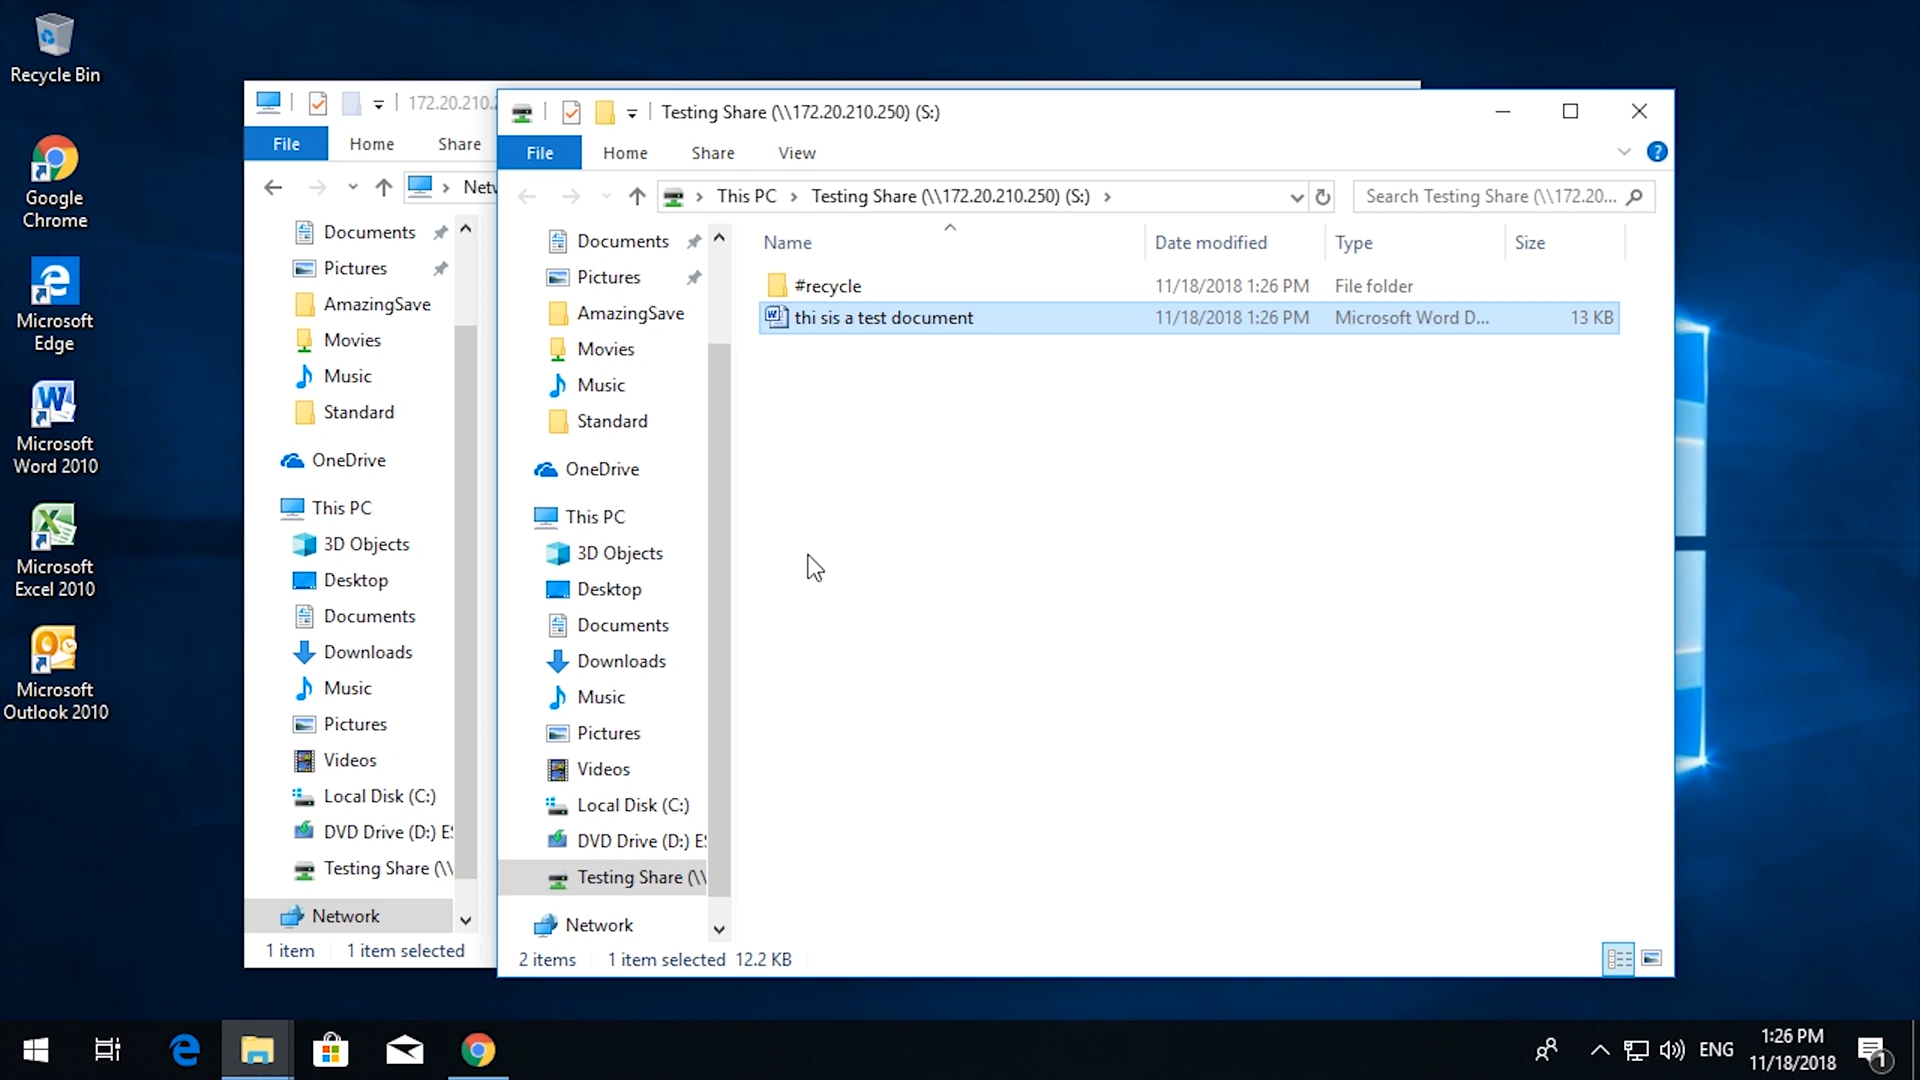 Recycle Bin
Google
Chrome
Microsoft
Edge
Microsoft
Word 2010
Microsoft
Excel 2010
Microsoft
Outlook 2010
172.20.210.
File
Home
Share
Documents
Pictures
AmazingSave
Movies
Music
Standard
OneDrive
This PC
3D Objects
Desktop
Documents
Downloads
Music
Pictures
Videos
Local Disk (C:)
DVD Drive (D:)
Testing Share (\\
Network
1 item 1 item selected
Testing Share (\\172.20.210.250) (S:)
File Home Share View
This PC Testing Share (\\172.20.210.250) (S:)
Search Testing Share (\\172.20...
Documents
Pictures
AmazingSave
Movies
Music
Standard
OneDrive
This PC
3D Objects
Desktop
Documents
Downloads
Music
Pictures
Videos
Local Disk (C:)
DVD Drive (D:)
Testing Share (\\
Network
Name Date modified Type Size
#recycle 11/18/2018 1:26 PM File folder
thi sis a test document 11/18/2018 1:26 PM Microsoft Word D... 13 KB
2 items 1 item selected 12.2 KB
ENG
1:26 PM
11/18/2018
1